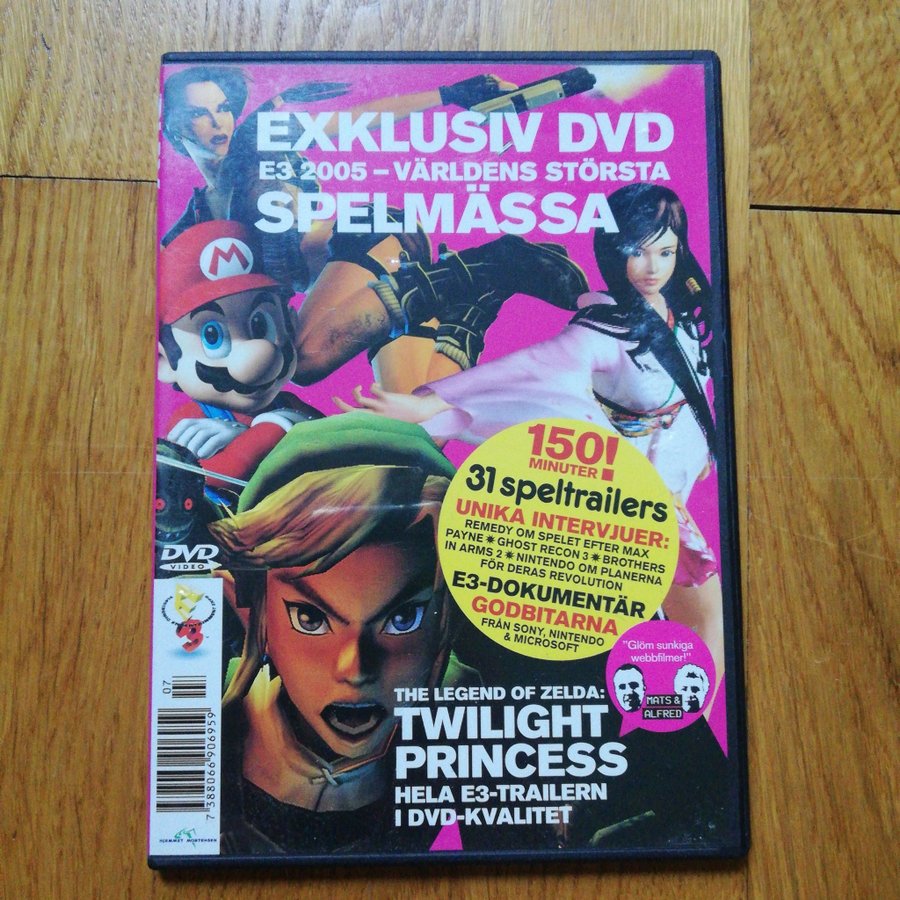 EXKLUSIV DVD
E3 2005 – VÄRLDENS STÖRSTA
SPELMÄSSA
M
150!
MINUTER
31 speltrailers
UNIKA INTERVJUER:
REMEDY OM SPELET EFTER MAX
PAYNE ✷ GHOST RECON 3 ✷ BROTHERS
IN ARMS 2 ✷ NINTENDO OM PLANERNA
FÖR DERAS REVOLUTION
E3-DOKUMENTÄR
GODBITARNA
FRÅN SONY, NINTENDO
& MICROSOFT
"Glöm sunkiga
webbfilmer!"
MATS &
ALFRED
THE LEGEND OF ZELDA:
TWILIGHT
PRINCESS
HELA E3-TRAILERN
I DVD-KVALITET
DVD
VIDEO
E3
07
7 388066 906959
HJEMMET MORTENSEN